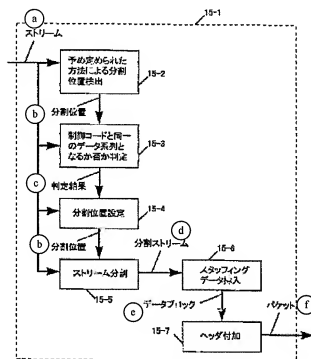 15-1
a
ストリーム
予め定められた
方法による分割
位置検出
15-2
b
分割位置
制御コードと同一
のデータ系列と
なるか否か判定
15-3
c
判定結果
分割位置設定
15-4
b
分割位置
d
分割ストリーム
ストリーム分割
15-5
15-6
スタッフィング
データ挿入
e
データブロック
15-7
ヘッダ付加
パケット
f